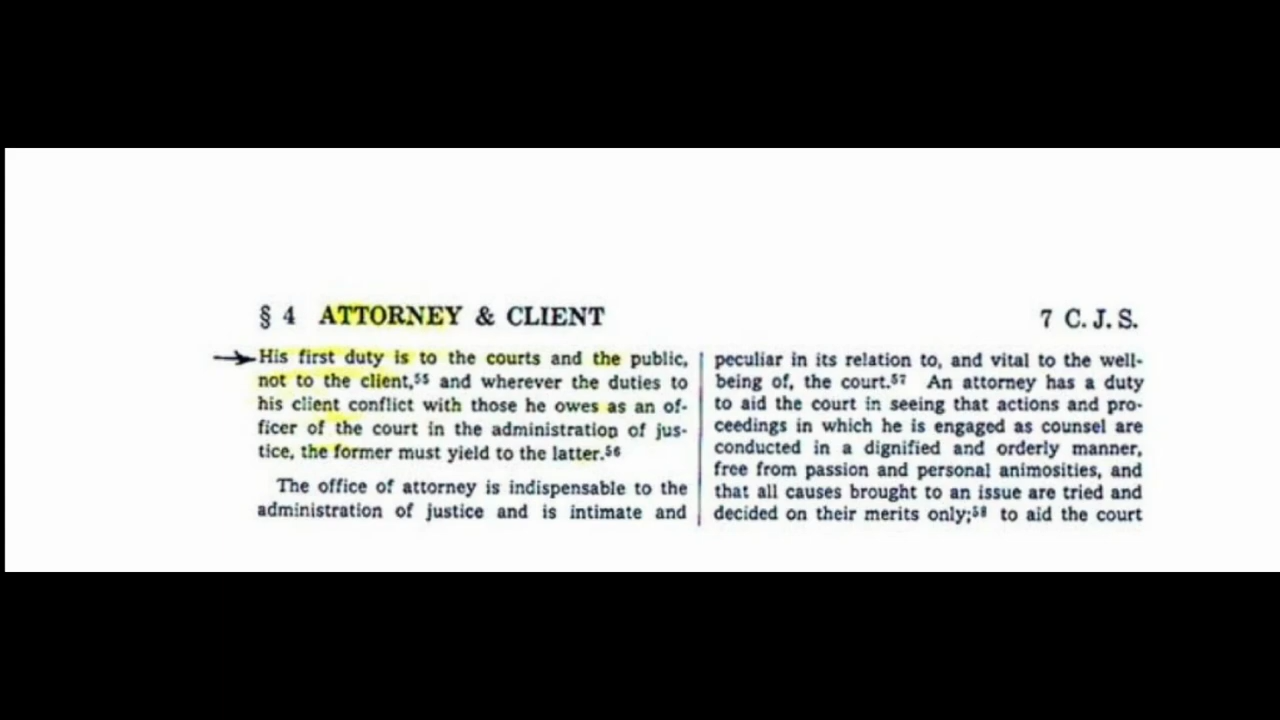 § 4 ATTORNEY & CLIENT
7 C. J. S.
His first duty is to the courts and the public,
not to the client,⁵⁵ and wherever the duties to
his client conflict with those he owes as an of-
ficer of the court in the administration of jus-
tice, the former must yield to the latter.⁵⁶
The office of attorney is indispensable to the
administration of justice and is intimate and
peculiar in its relation to, and vital to the well-
being of, the court.⁵⁷ An attorney has a duty
to aid the court in seeing that actions and pro-
ceedings in which he is engaged as counsel are
conducted in a dignified and orderly manner,
free from passion and personal animosities, and
that all causes brought to an issue are tried and
decided on their merits only;⁵⁸ to aid the court